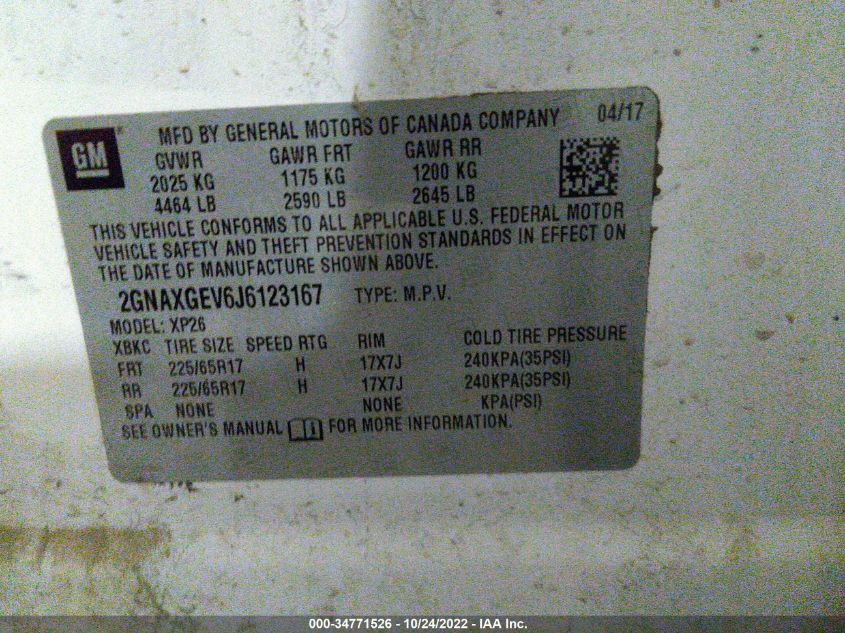 GM
MFD BY GENERAL MOTORS OF CANADA COMPANY 04/17
GVWR GAWR FRT GAWR RR
2025 KG 1175 KG 1200 KG
4464 LB 2590 LB 2645 LB
THIS VEHICLE CONFORMS TO ALL APPLICABLE U.S. FEDERAL MOTOR
VEHICLE SAFETY AND THEFT PREVENTION STANDARDS IN EFFECT ON
THE DATE OF MANUFACTURE SHOWN ABOVE.
2GNAXGEV6J6123167 TYPE: M.P.V.
MODEL: XP26
XBKC TIRE SIZE SPEED RTG RIM COLD TIRE PRESSURE
FRT 225/65R17 H 17X7J 240KPA(35PSI)
RR 225/65R17 H 17X7J 240KPA(35PSI)
SPA NONE NONE KPA(PSI)
SEE OWNER'S MANUAL FOR MORE INFORMATION.
000-34771526 - 10/24/2022 - IAA Inc.